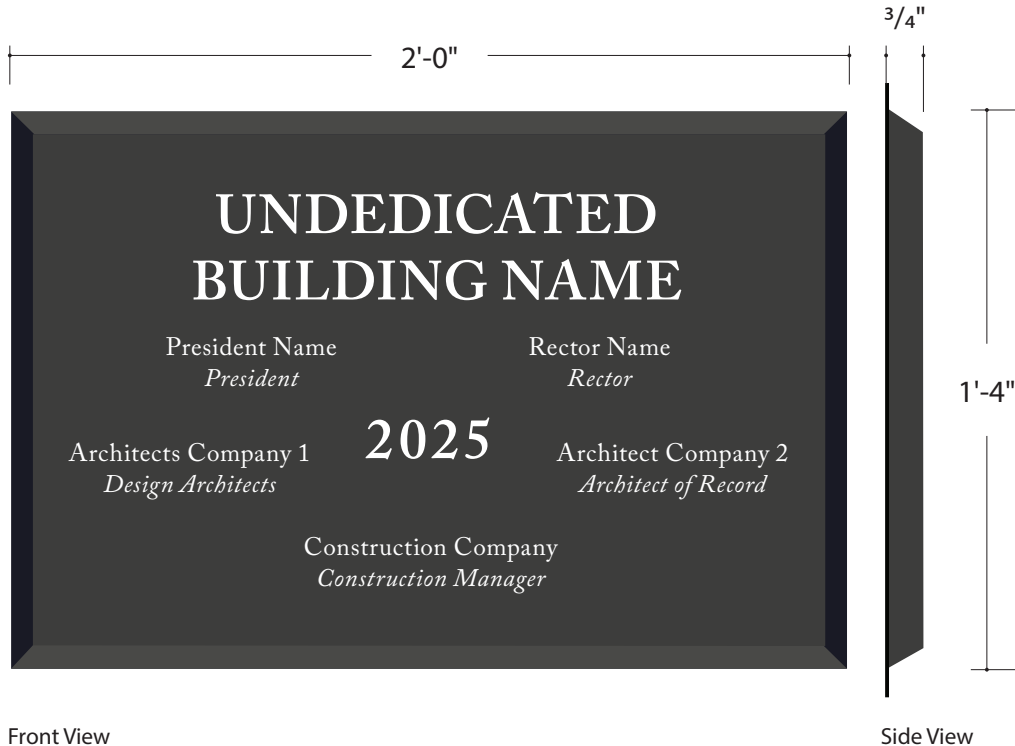 3/4"
2'-0"
UNDEDICATED
BUILDING NAME
President Name
President
Rector Name
Rector
1'-4"
2025
Architects Company 1
Design Architects
Architect Company 2
Architect of Record
Construction Company
Construction Manager
Front View
Side View